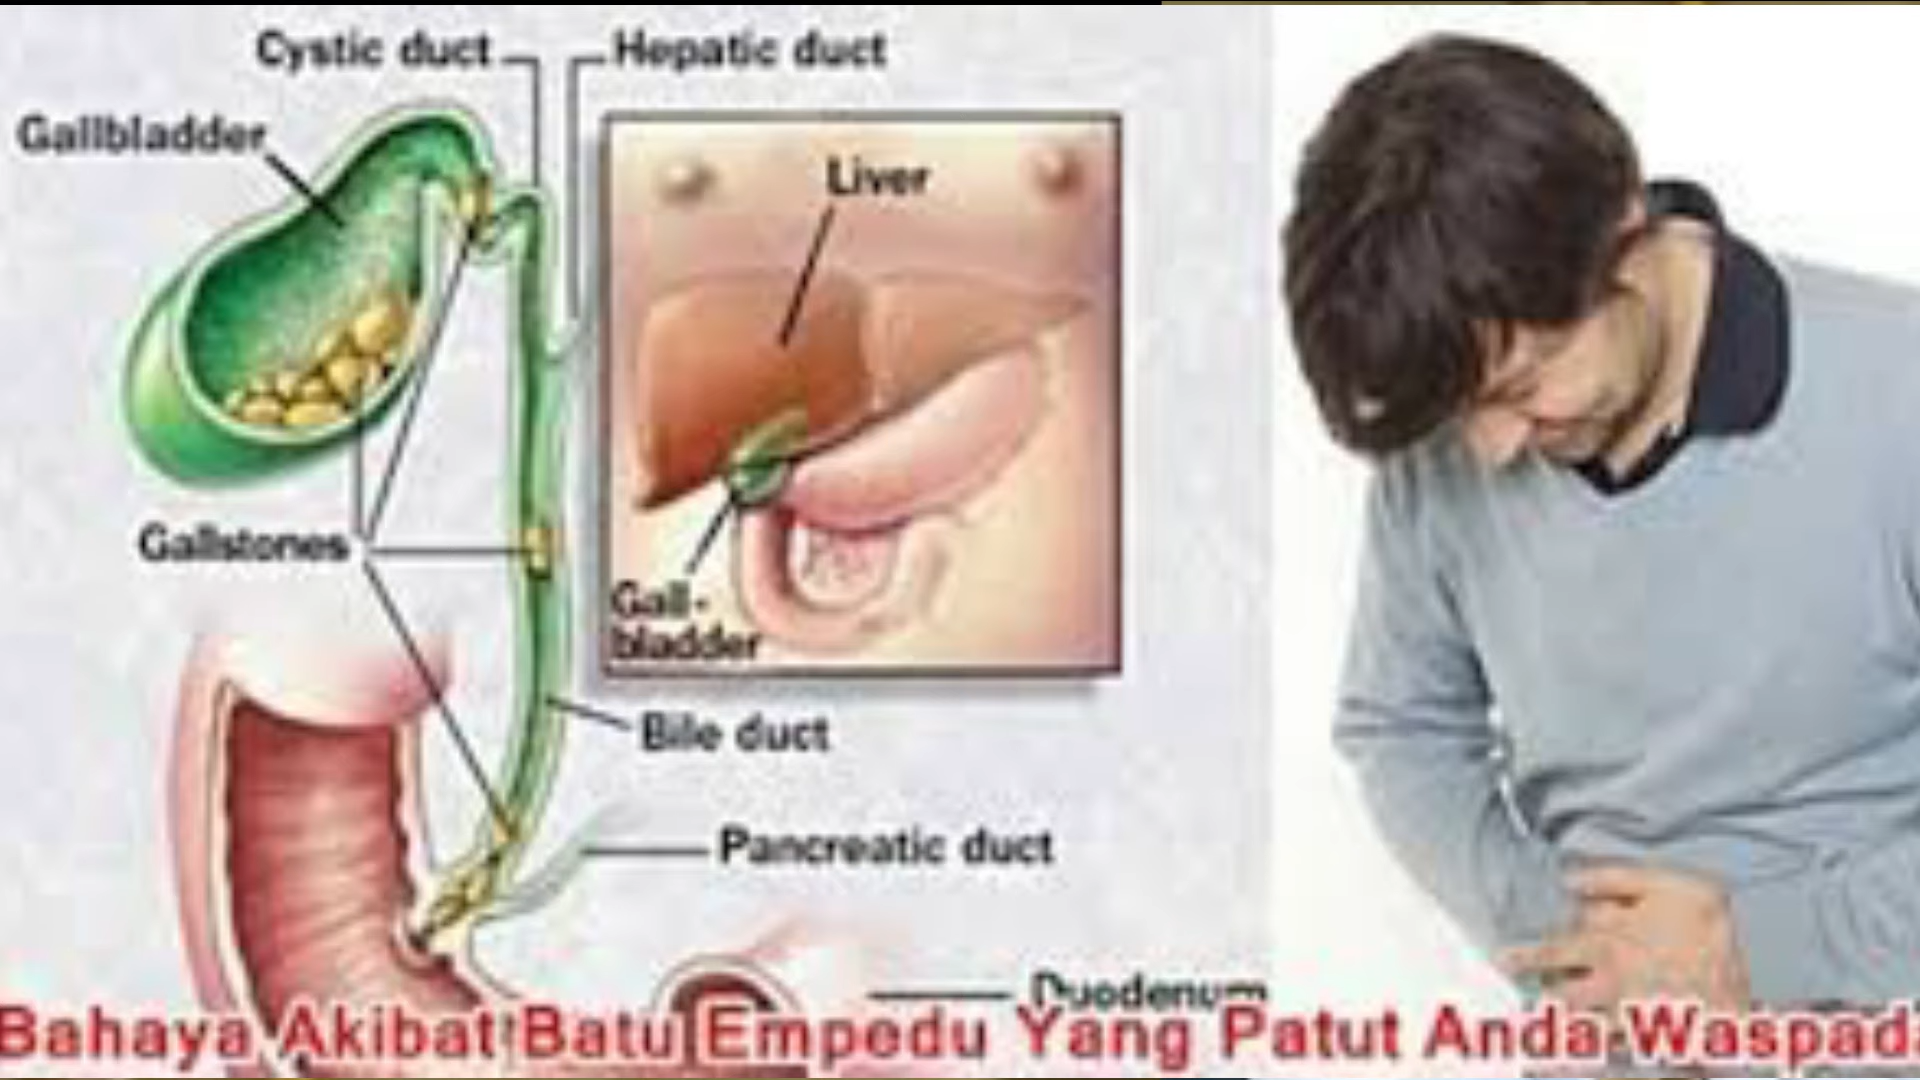 Cystic duct
Hepatic duct
Gallbladder
Liver
Gallstones
Gall-
bladder
Bile duct
Pancreatic duct
Duodenum
Bahaya Akibat Batu Empedu Yang Patut Anda Waspada